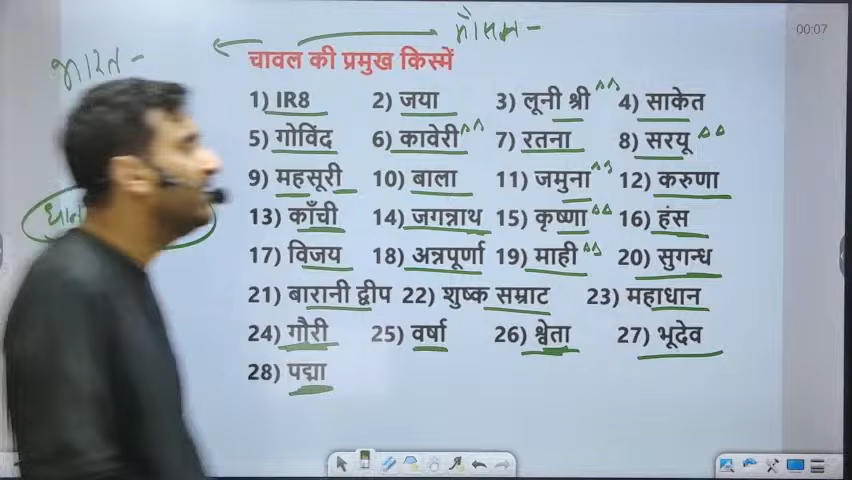 मौसम -
00:07
भारत -
चावल की प्रमुख किस्में
1) IR8 2) जया 3) लूनी श्री 4) साकेत
5) गोविंद 6) कावेरी 7) रतना 8) सरयू
9) महसूरी 10) बाला 11) जमुना 12) करुणा
13) काँची 14) जगन्नाथ 15) कृष्णा 16) हंस
17) विजय 18) अन्नपूर्णा 19) माही 20) सुगन्ध
21) बारानी द्वीप 22) शुष्क सम्राट 23) महाधान
24) गौरी 25) वर्षा 26) श्वेता 27) भूदेव
28) पद्मा